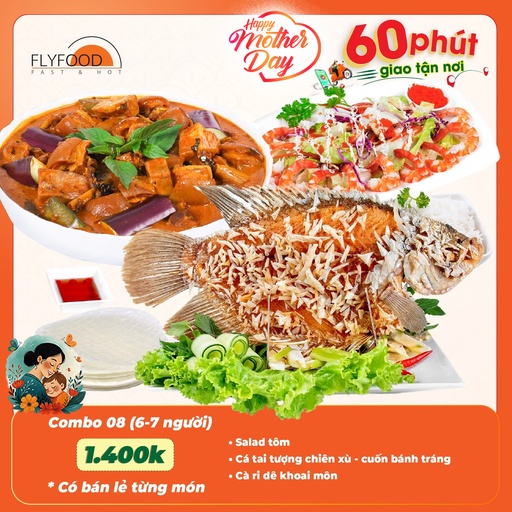 FLYFOOD
FAST & HOT
Happy
Mother
Day
60phút
giao tận nơi
Combo 08 (6-7 người)
1.400k
* Có bán lẻ từng món
• Salad tôm
• Cá tai tượng chiên xù - cuốn bánh tráng
• Cà ri dê khoai môn